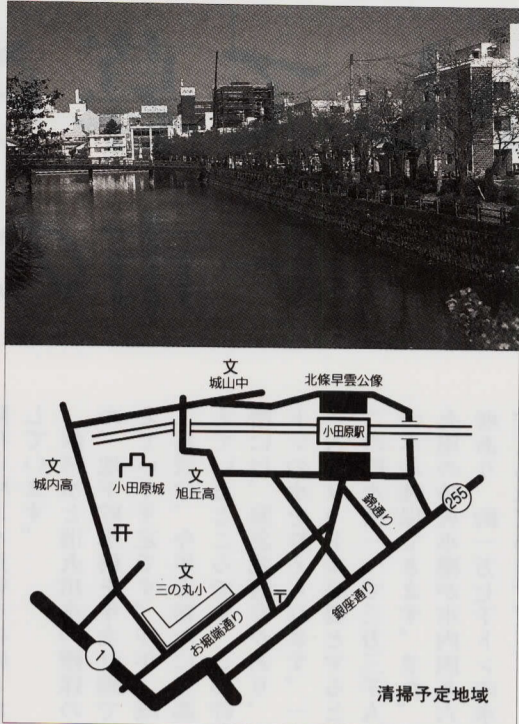 文
城山中
北條早雲公像
小田原駅
文
城内高
小田原城
文
旭丘高
錦通り
255
文
三の丸小
〒
お堀端通り
銀座通り
1
清掃予定地域